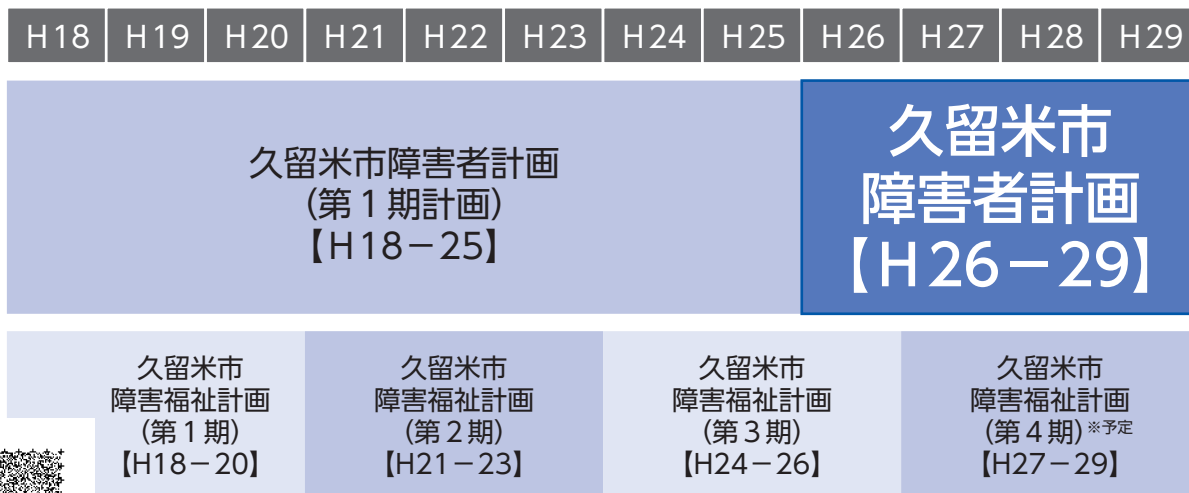 H18 H19 H20 H21 H22 H23 H24 H25 H26 H27 H28 H29
久留米市障害者計画
(第1期計画)
【H18－25】
久留米市
障害者計画
【H26－29】
久留米市
障害福祉計画
(第1期)
【H18－20】
久留米市
障害福祉計画
(第2期)
【H21－23】
久留米市
障害福祉計画
(第3期)
【H24－26】
久留米市
障害福祉計画
(第4期)※予定
【H27－29】